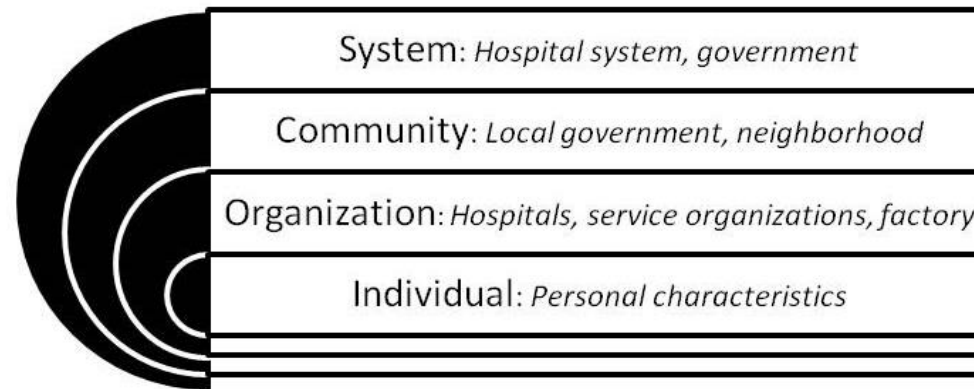 System: Hospital system, government
Community: Local government, neighborhood
Organization: Hospitals, service organizations, factory
Individual: Personal characteristics